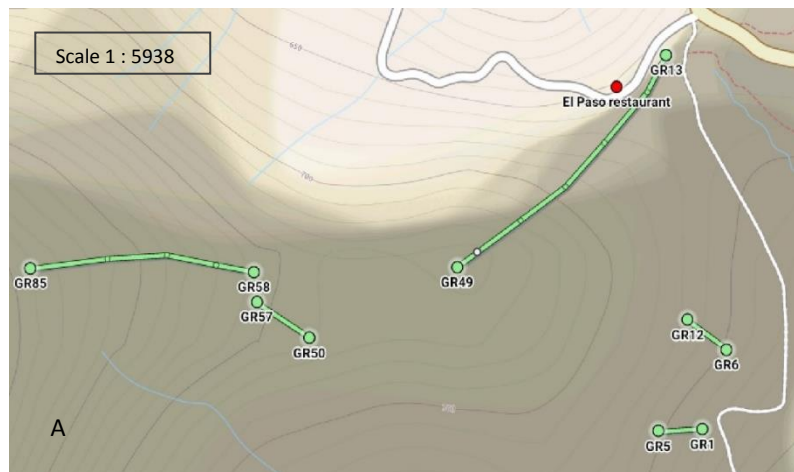 Scale 1 : 5938
GR13
El Paso restaurant
GR85
GR58
GR49
GR57
GR50
GR12
GR6
GR5
GR1
A